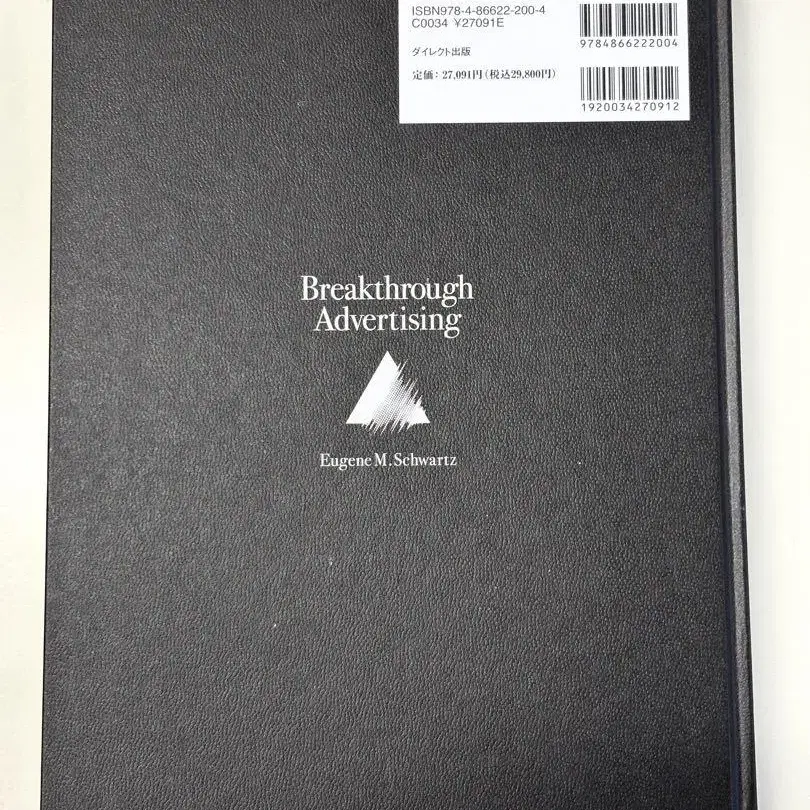 ISBN978-4-86622-200-4
C0034 ¥27091E
9784866222004
ダイレクト出版
定価：27,091円（税込29,800円）
1920034270912
Breakthrough
Advertising
Eugene M. Schwartz